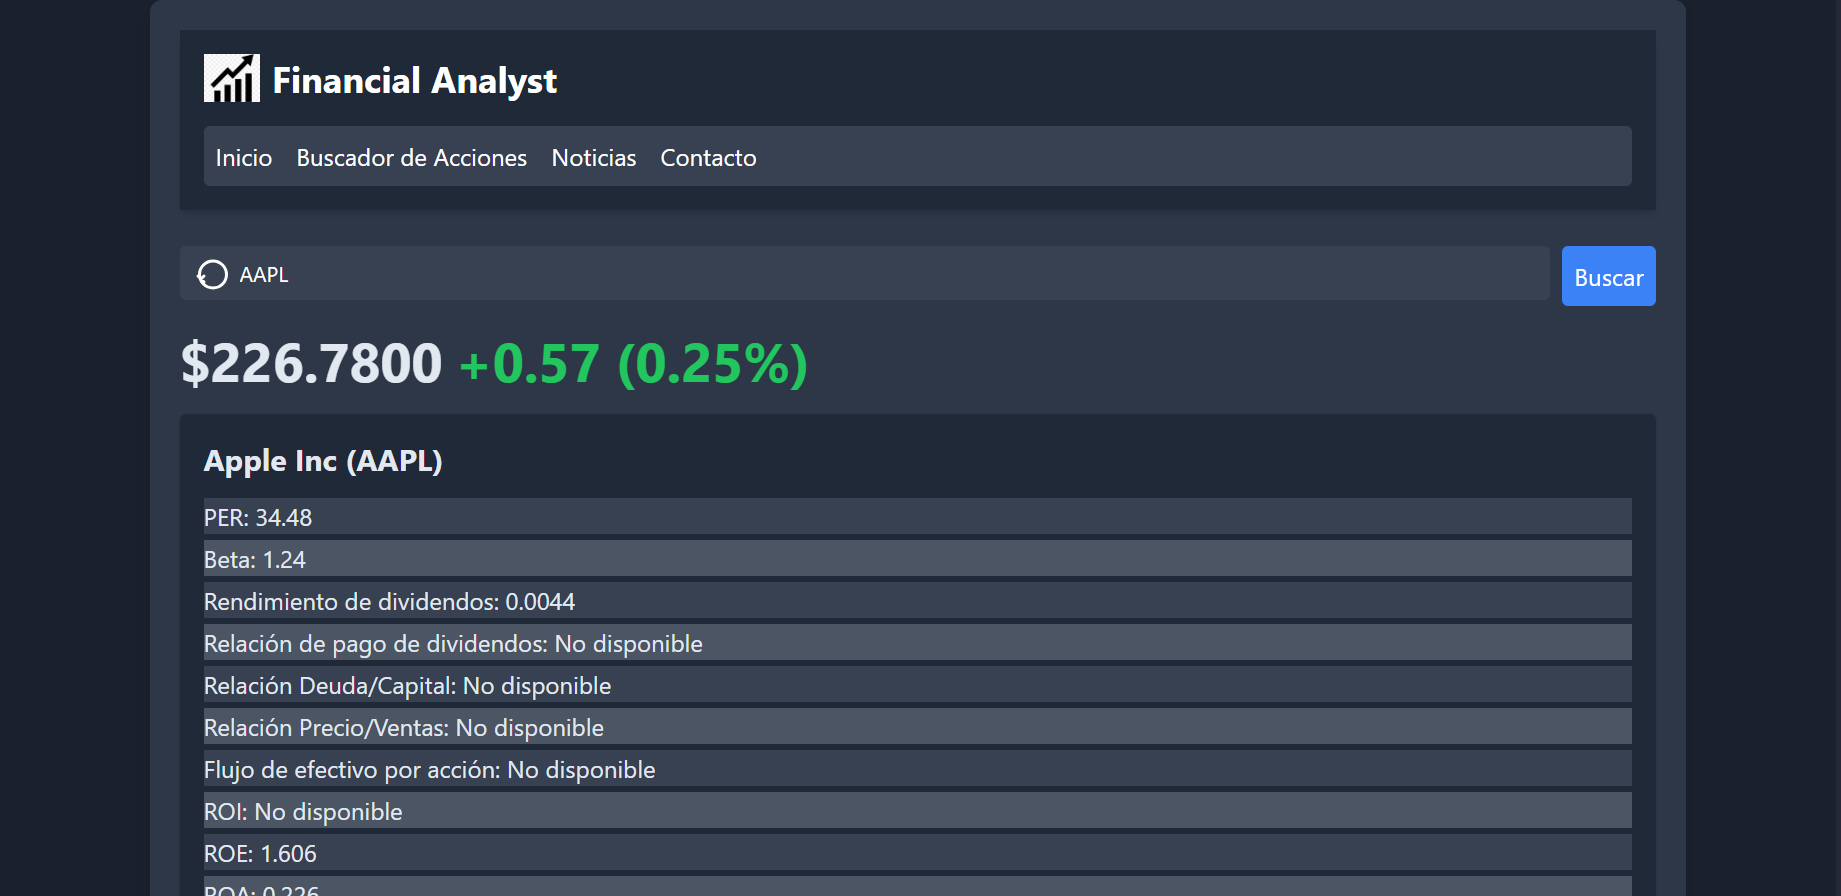 Financial Analyst
Inicio Buscador de Acciones Noticias Contacto
AAPL Buscar
$226.7800 +0.57 (0.25%)
Apple Inc (AAPL)
PER: 34.48
Beta: 1.24
Rendimiento de dividendos: 0.0044
Relación de pago de dividendos: No disponible
Relación Deuda/Capital: No disponible
Relación Precio/Ventas: No disponible
Flujo de efectivo por acción: No disponible
ROI: No disponible
ROE: 1.606
ROA: 0.226